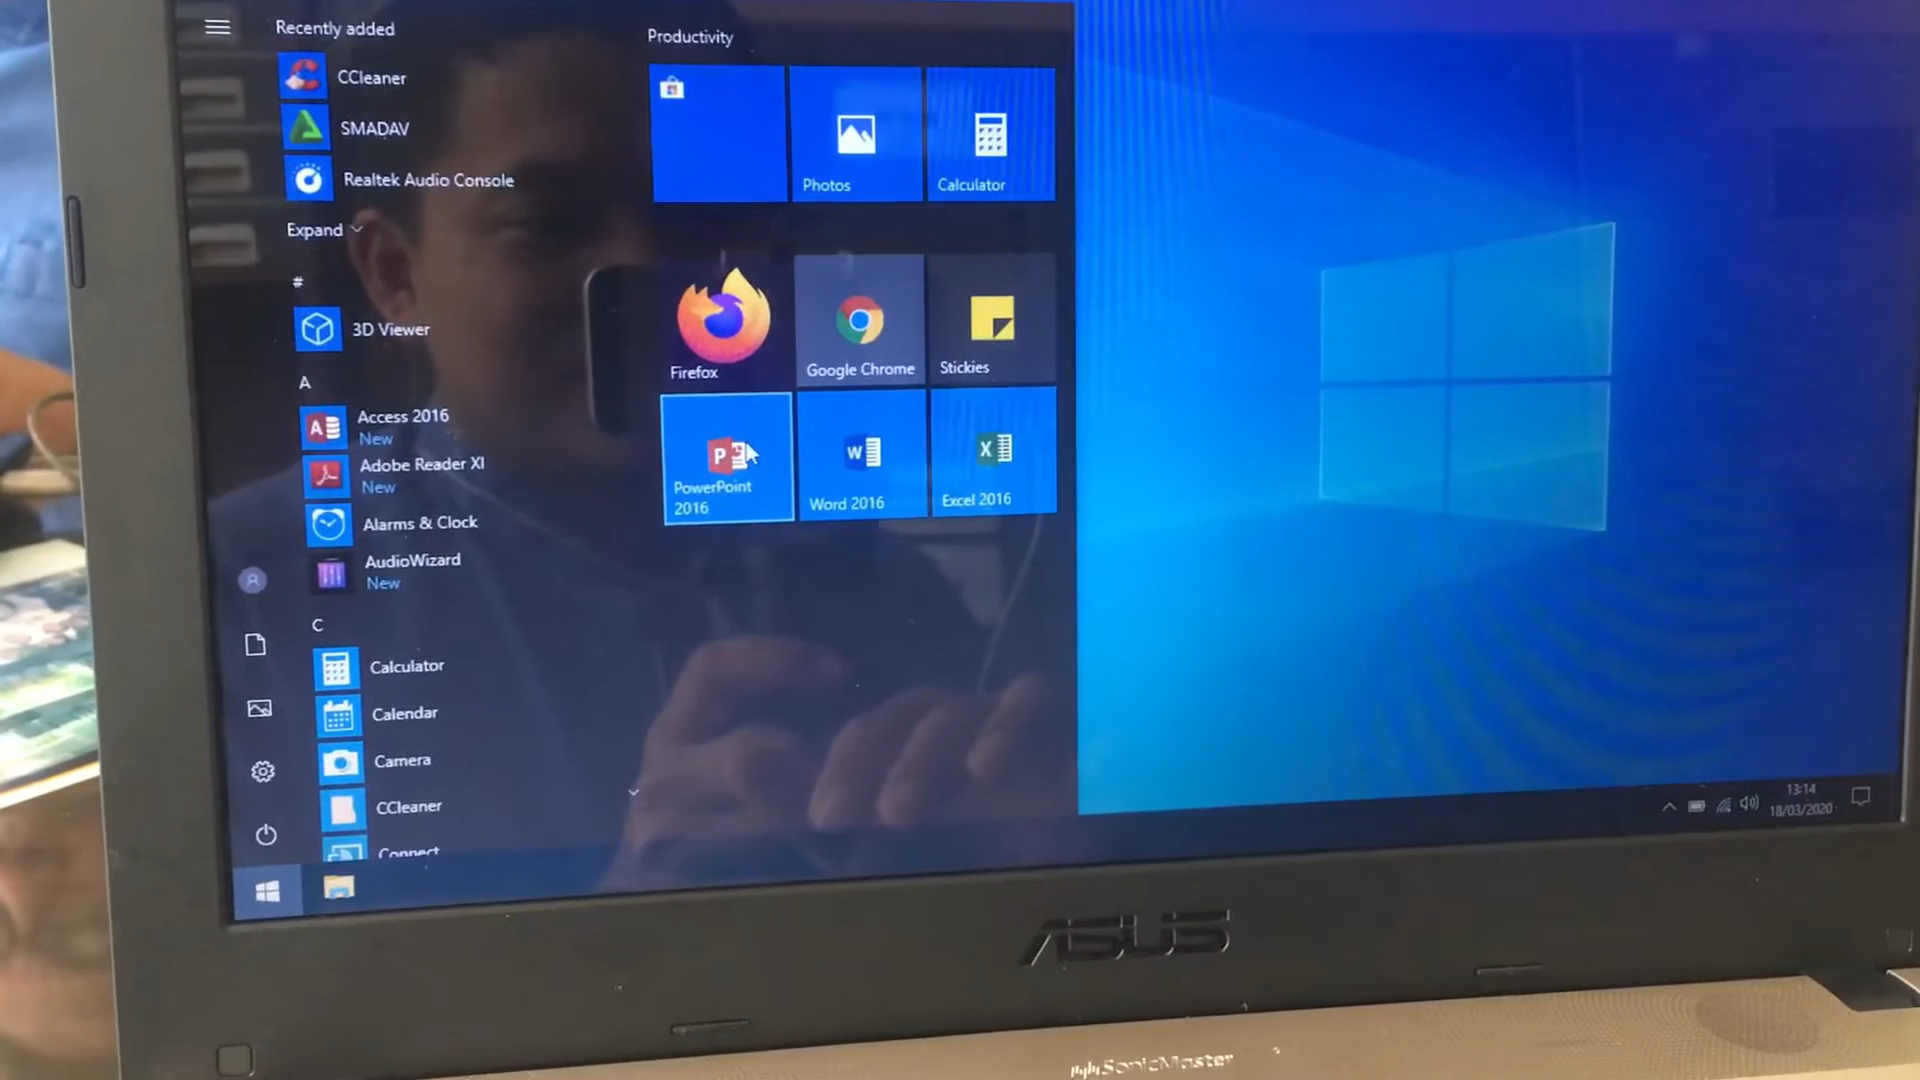 Recently added
CCleaner
SMADAV
Realtek Audio Console
Expand
#
3D Viewer
A
Access 2016
New
Adobe Reader XI
New
Alarms & Clock
AudioWizard
New
C
Calculator
Calendar
Camera
CCleaner
Connect
Productivity
Photos
Calculator
Firefox
Google Chrome
Stickies
PowerPoint
2016
Word 2016
Excel 2016
13:14
18/03/2020
ASUS
SonicMaster